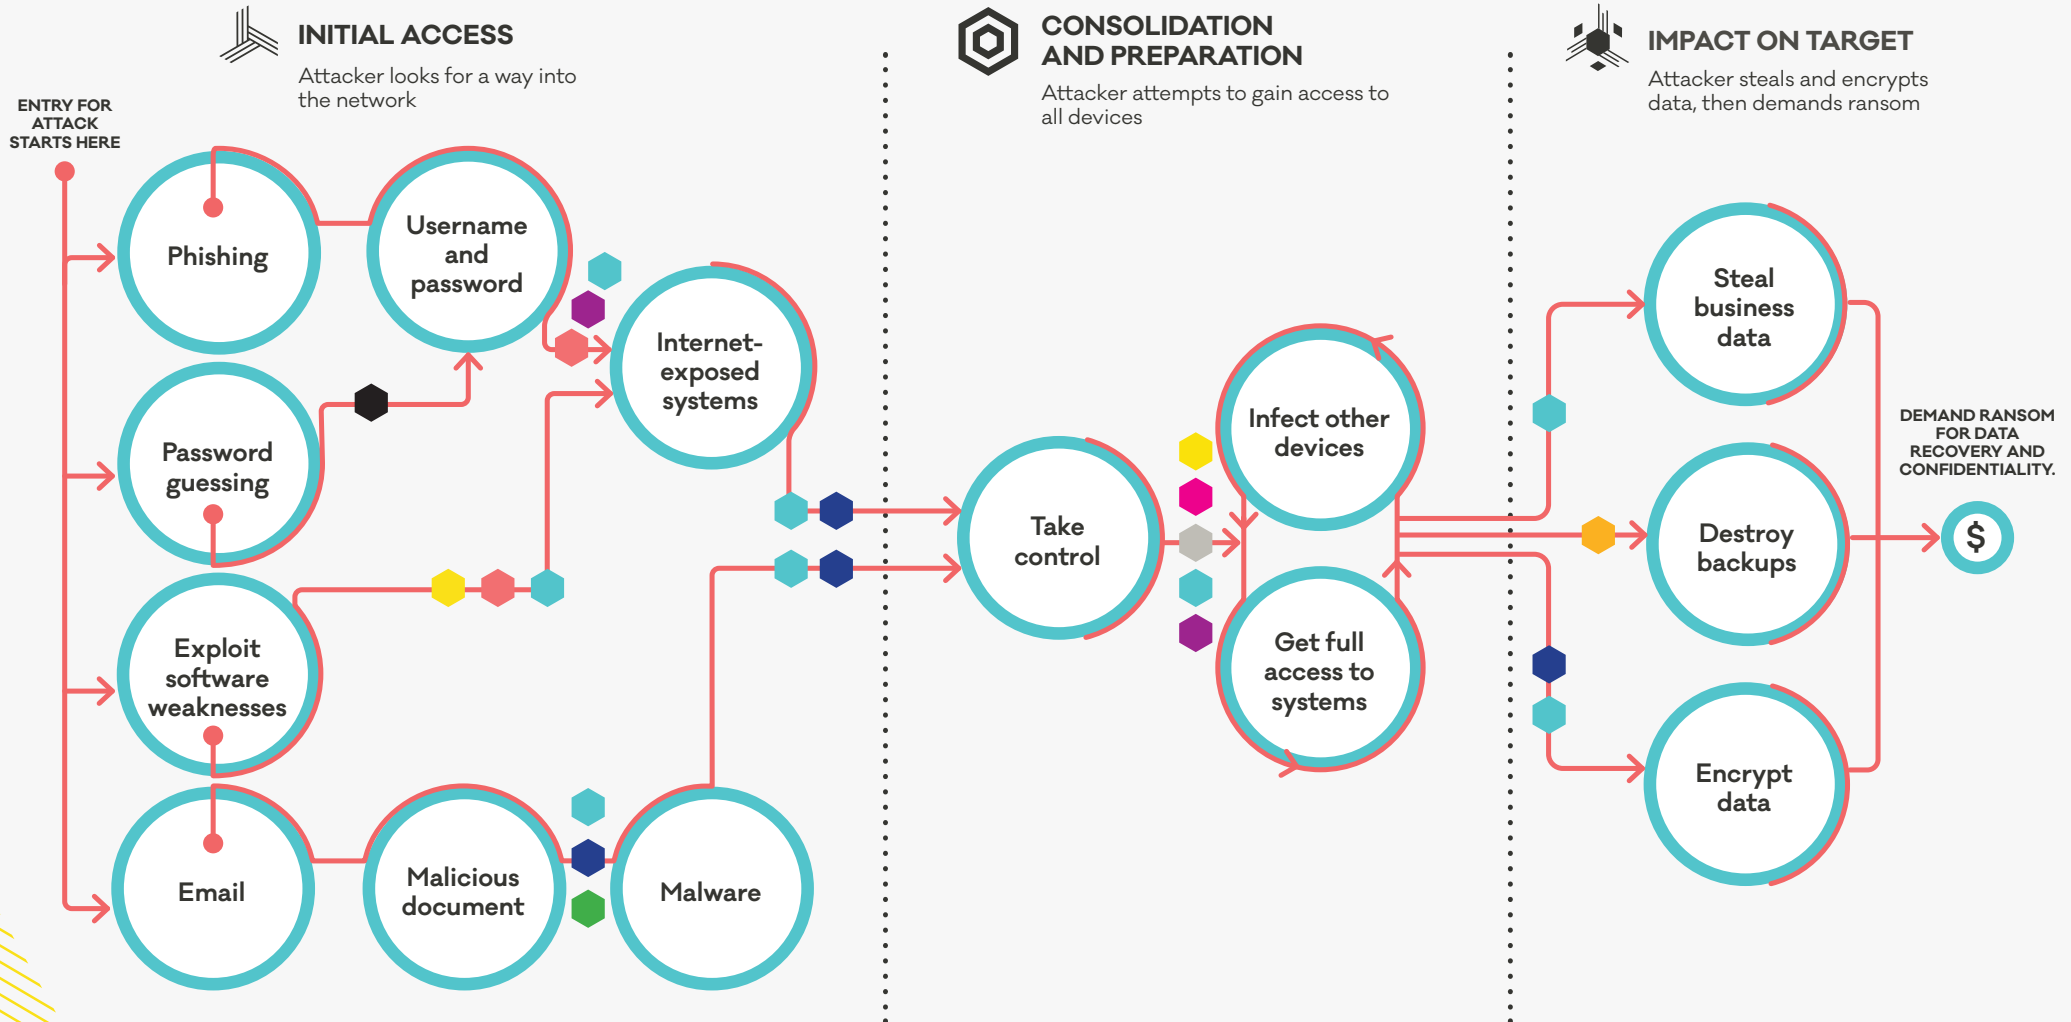 INITIAL ACCESS
Attacker looks for a way into
the network
CONSOLIDATION
AND PREPARATION
Attacker attempts to gain access to
all devices
IMPACT ON TARGET
Attacker steals and encrypts
data, then demands ransom
ENTRY FOR
ATTACK
STARTS HERE
Phishing
Username
and
password
Internet-
exposed
systems
Password
guessing
Exploit
software
weaknesses
Email
Malicious
document
Malware
Take
control
Infect other
devices
Get full
access to
systems
Steal
business
data
Destroy
backups
Encrypt
data
DEMAND RANSOM
FOR DATA
RECOVERY AND
CONFIDENTIALITY.
$